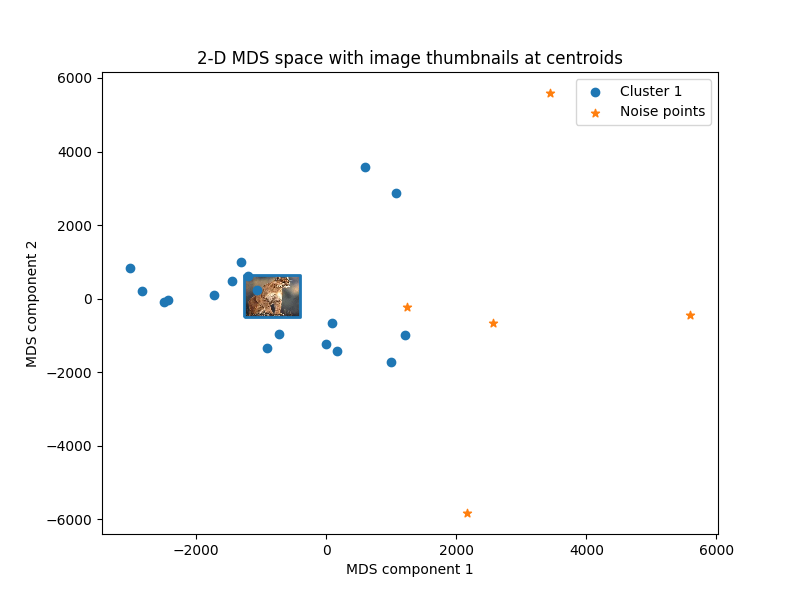 2-D MDS space with image thumbnails at centroids
Cluster 1
Noise points
6000
4000
2000
0
−2000
−4000
−6000
MDS component 2
−2000 0 2000 4000 6000
MDS component 1